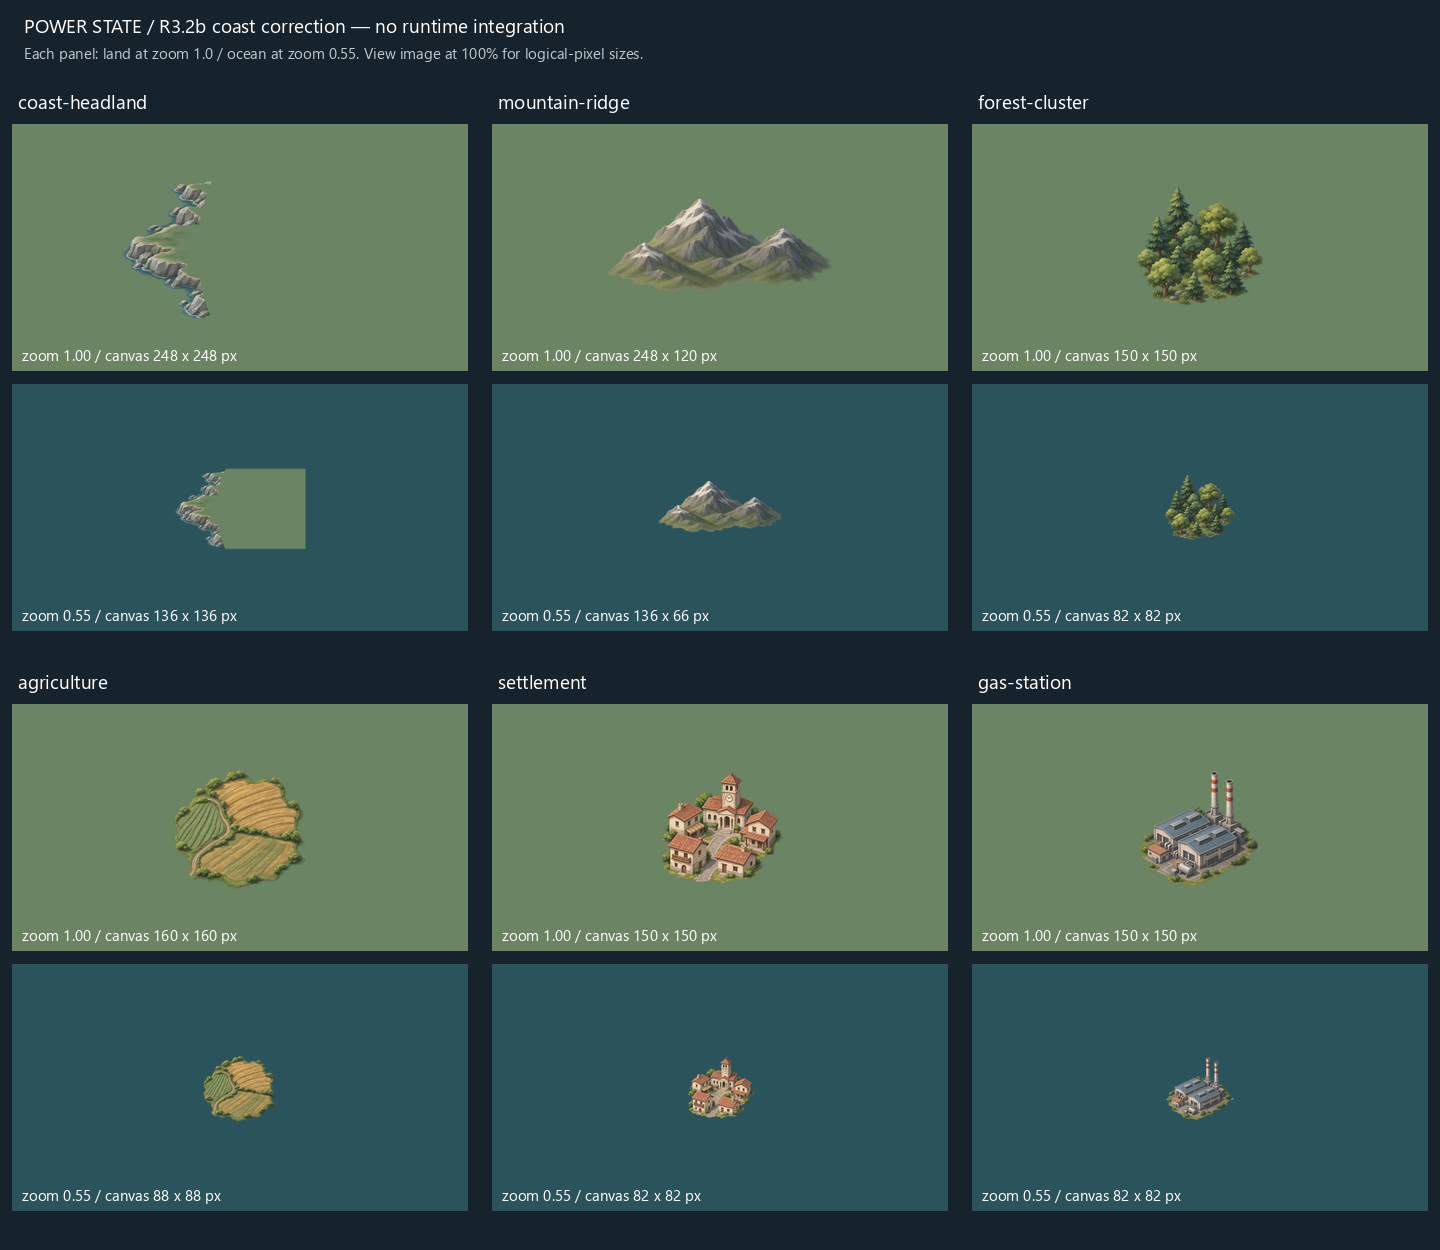 POWER STATE / R3.2b coast correction — no runtime integration
Each panel: land at zoom 1.0 / ocean at zoom 0.55. View image at 100% for logical-pixel sizes.
coast-headland
mountain-ridge
forest-cluster
zoom 1.00 / canvas 248 x 248 px
zoom 1.00 / canvas 248 x 120 px
zoom 1.00 / canvas 150 x 150 px
zoom 0.55 / canvas 136 x 136 px
zoom 0.55 / canvas 136 x 66 px
zoom 0.55 / canvas 82 x 82 px
agriculture
settlement
gas-station
zoom 1.00 / canvas 160 x 160 px
zoom 1.00 / canvas 150 x 150 px
zoom 1.00 / canvas 150 x 150 px
zoom 0.55 / canvas 88 x 88 px
zoom 0.55 / canvas 82 x 82 px
zoom 0.55 / canvas 82 x 82 px